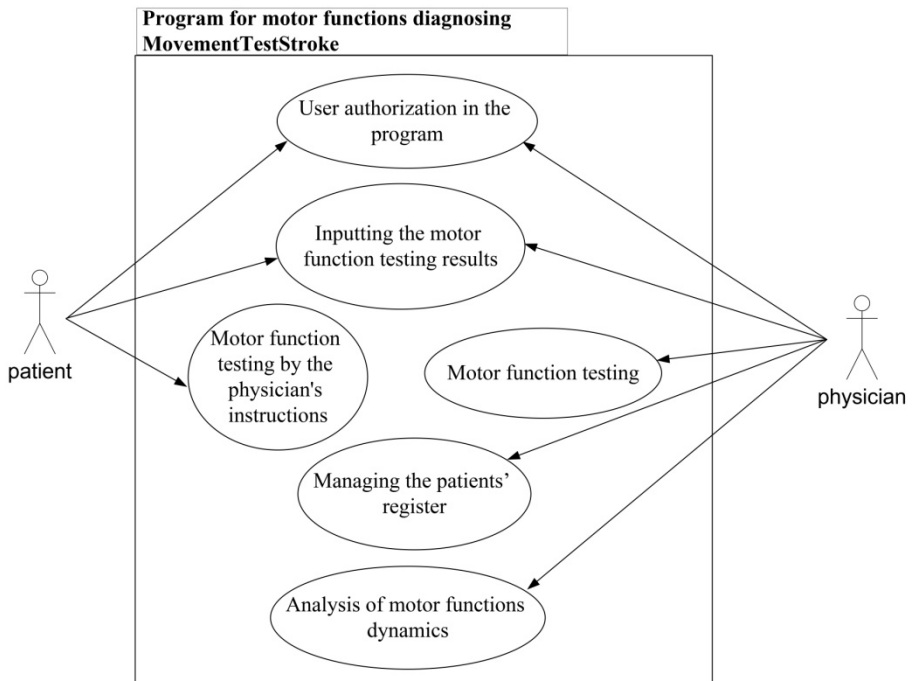 Program for motor functions diagnosing
MovementTestStroke
User authorization in the
program
Inputting the motor
function testing results
Motor function
testing by the
physician's
instructions
Motor function testing
patient
physician
Managing the patients’
register
Analysis of motor functions
dynamics